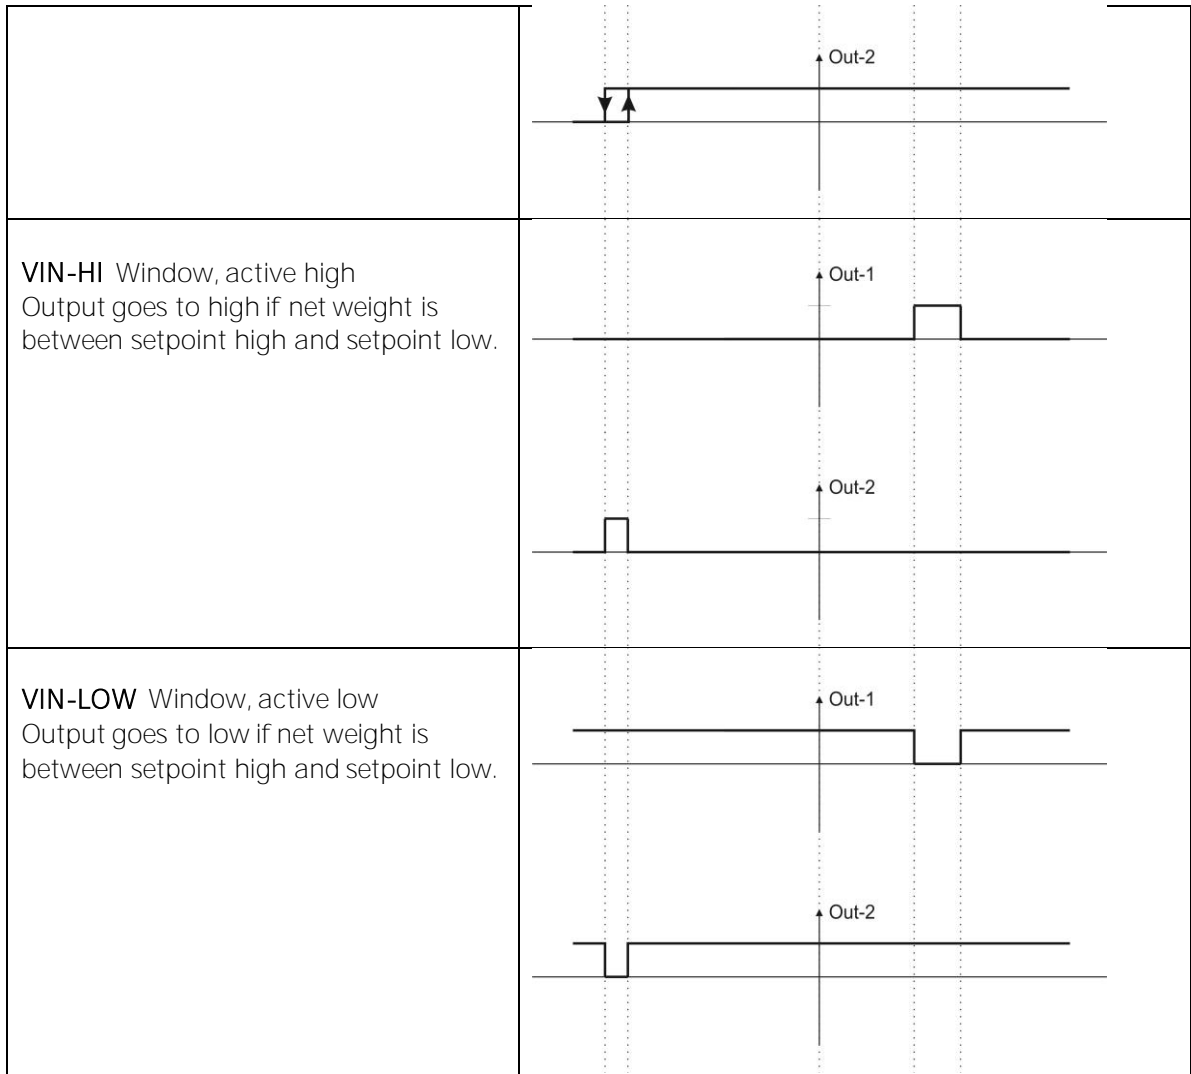 Out-2
VIN-HI Window, active high
Output goes to high if net weight is
between setpoint high and setpoint low.
Out-1
Out-2
VIN-LOW Window, active low
Output goes to low if net weight is
between setpoint high and setpoint low.
Out-1
Out-2